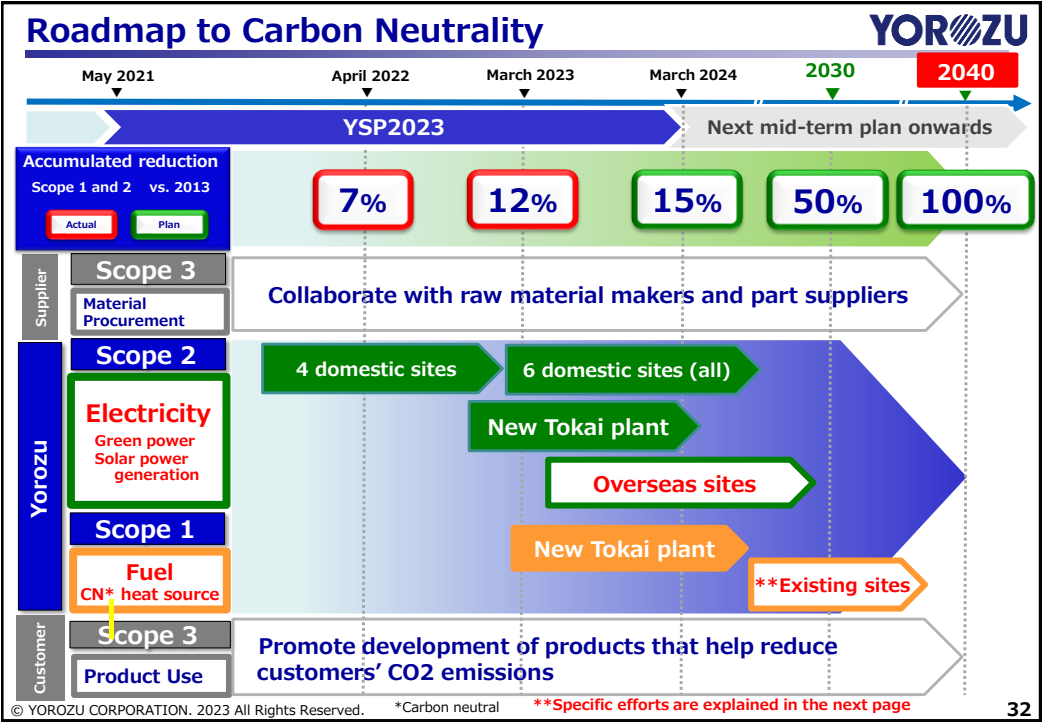 Roadmap to Carbon Neutrality
YOROZU
May 2021
April 2022
March 2023
March 2024
2030
2040
YSP2023
Next mid-term plan onwards
Accumulated reduction
Scope 1 and 2 vs. 2013
Actual
Plan
7%
12%
15%
50%
100%
Supplier
Scope 3
Material
Procurement
Collaborate with raw material makers and part suppliers
Yorozu
Scope 2
Electricity
Green power
Solar power
generation
4 domestic sites
6 domestic sites (all)
New Tokai plant
Overseas sites
Scope 1
Fuel
CN* heat source
New Tokai plant
**Existing sites
Customer
Scope 3
Product Use
Promote development of products that help reduce
customers’ CO2 emissions
© YOROZU CORPORATION. 2023 All Rights Reserved.
*Carbon neutral
**Specific efforts are explained in the next page
32